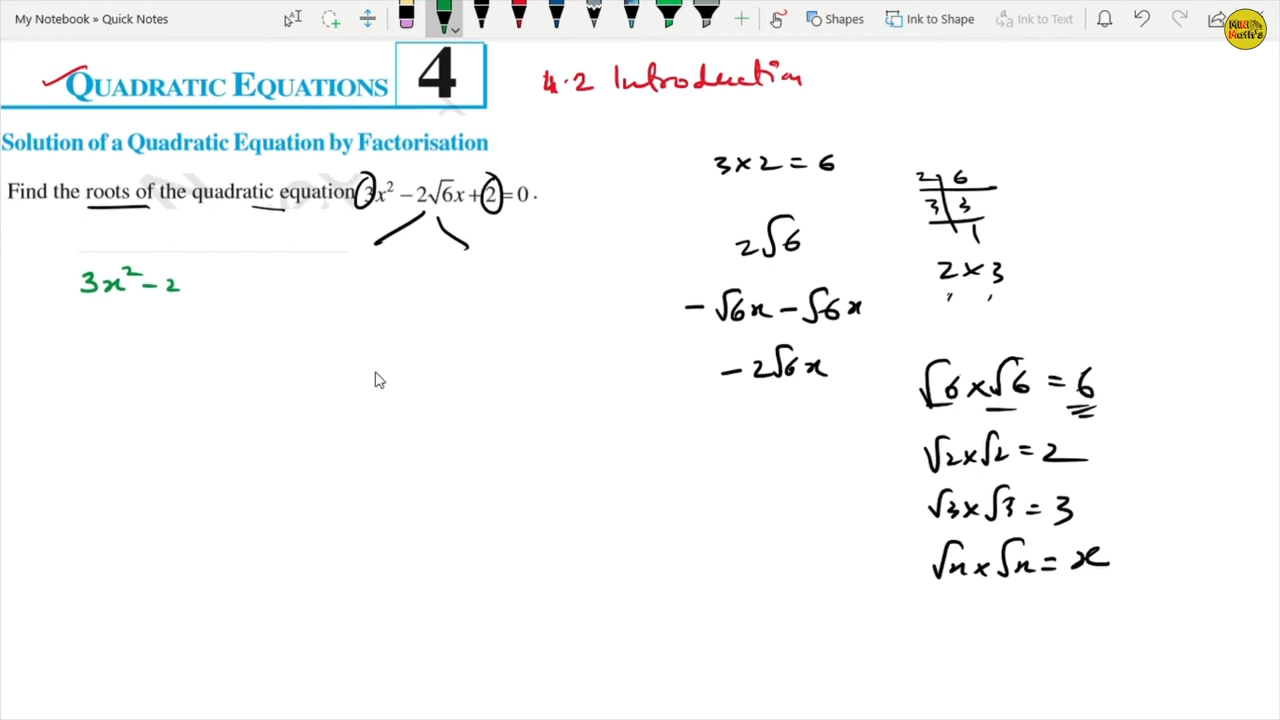 My Notebook » Quick Notes
Shapes
Ink to Shape
Ink to Text
MiNi Math's
QUADRATIC EQUATIONS 4
4.2 Introduction
Solution of a Quadratic Equation by Factorisation
Find the roots of the quadratic equation 3x² − 2√6x + 2 = 0 .
3x² − 2
3 × 2 = 6
2√6
− √6x − √6x
− 2√6x
2 6
3 3
1
2 × 3
√6 × √6 = 6
√2 × √2 = 2
√3 × √3 = 3
√x × √x = x